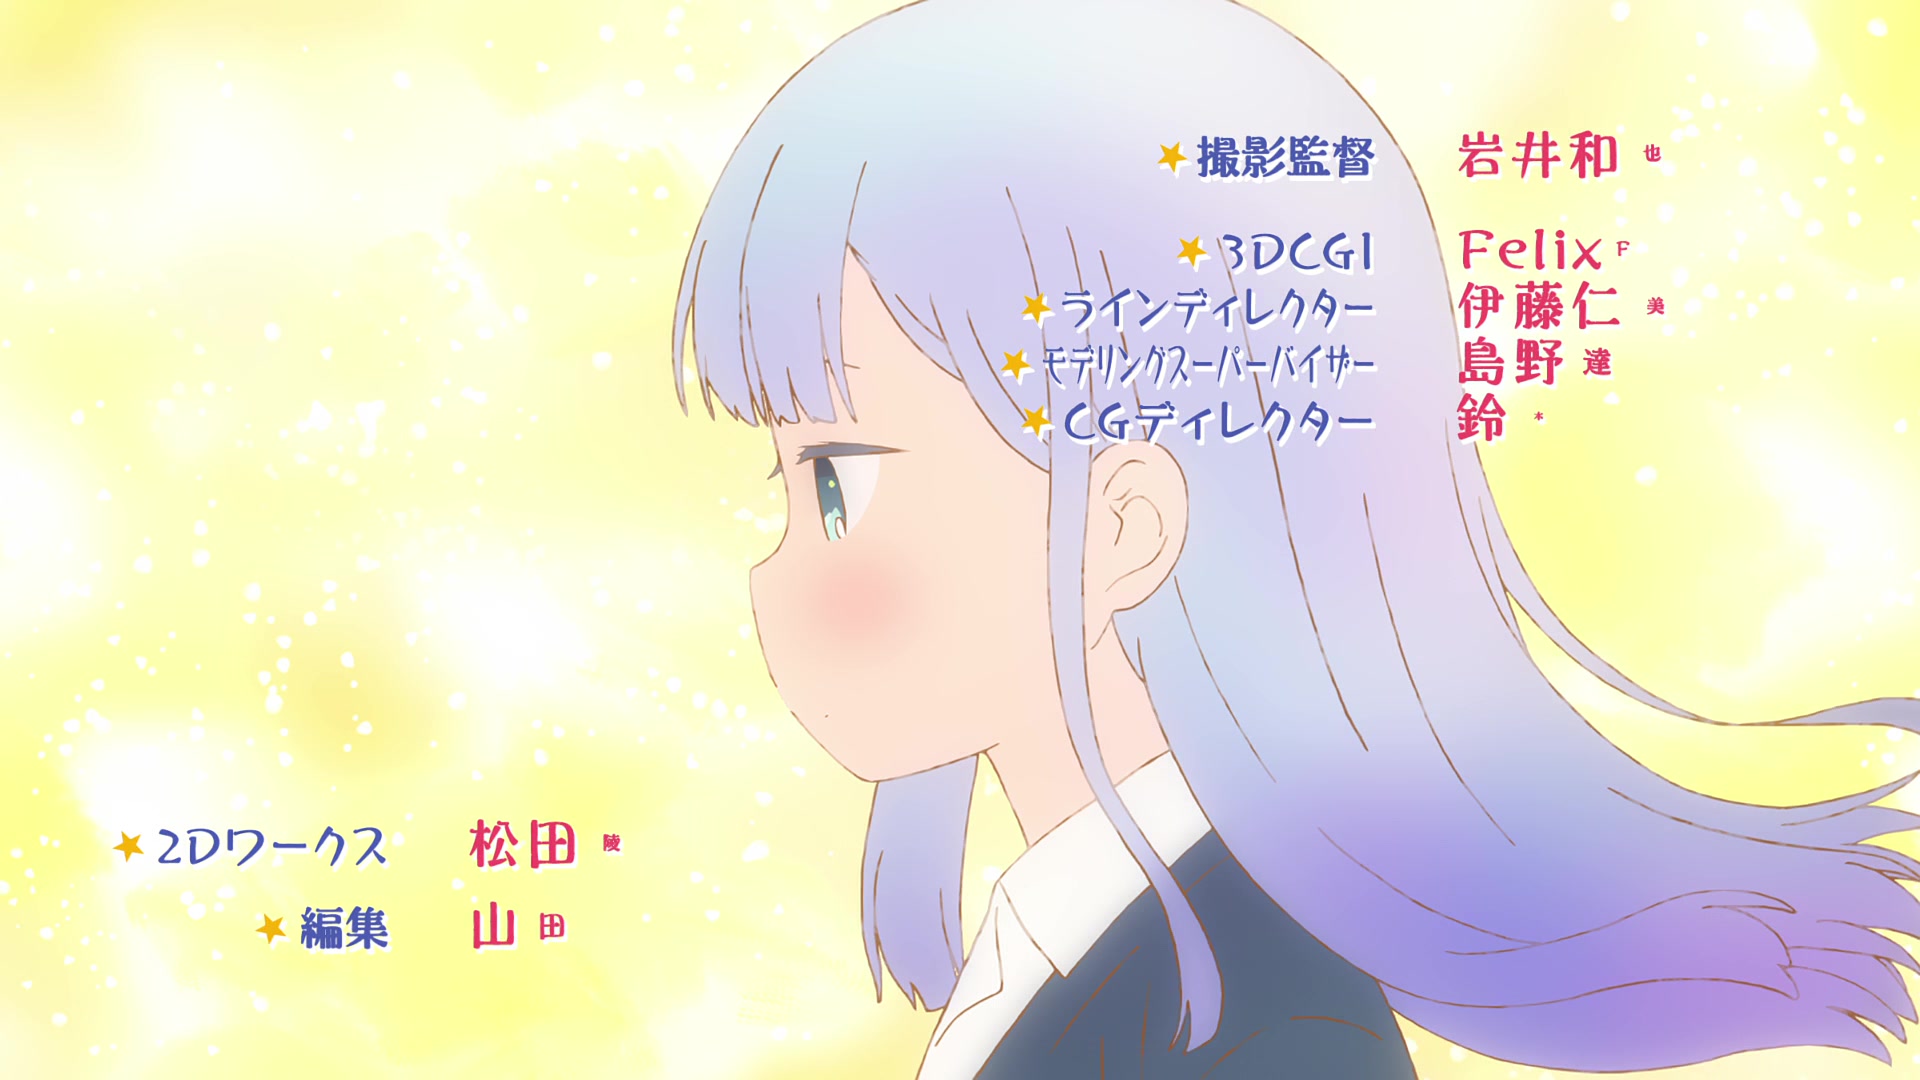 ★撮影監督 岩井和也
★3DCGI Felix F
★ラインディレクター 伊藤仁美
★モデリングスーパーバイザー 島野達
★CGディレクター 鈴
★2Dワークス 松田陵
★編集 山田